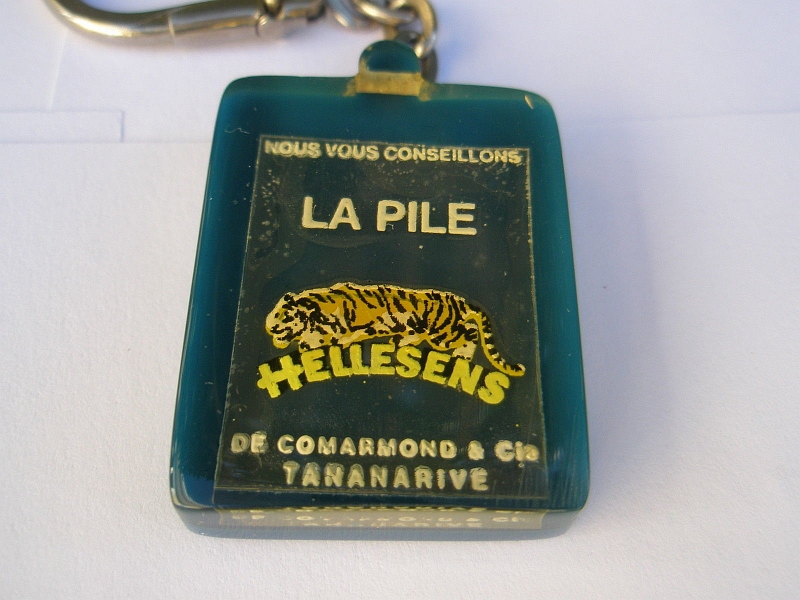 NOUS VOUS CONSEILLONS
LA PILE
HELLESENS
DE COMARMOND & Cie
TANANARIVE